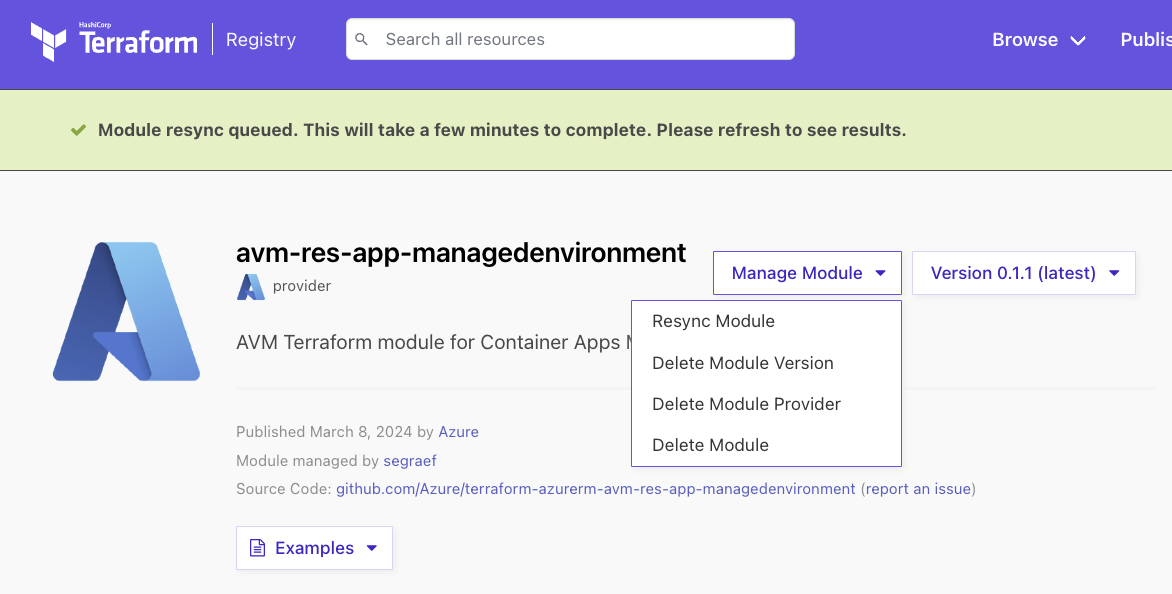 HashiCorp
Terraform
Registry
Search all resources
Browse
Module resync queued. This will take a few minutes to complete. Please refresh to see results.
avm-res-app-managedenvironment
Manage Module
Version 0.1.1 (latest)
provider
Resync Module
AVM Terraform module for Container Apps
Delete Module Version
Delete Module Provider
Published March 8, 2024 by Azure
Delete Module
Module managed by segraef
Source Code: github.com/Azure/terraform-azurerm-avm-res-app-managedenvironment (report an issue)
Examples